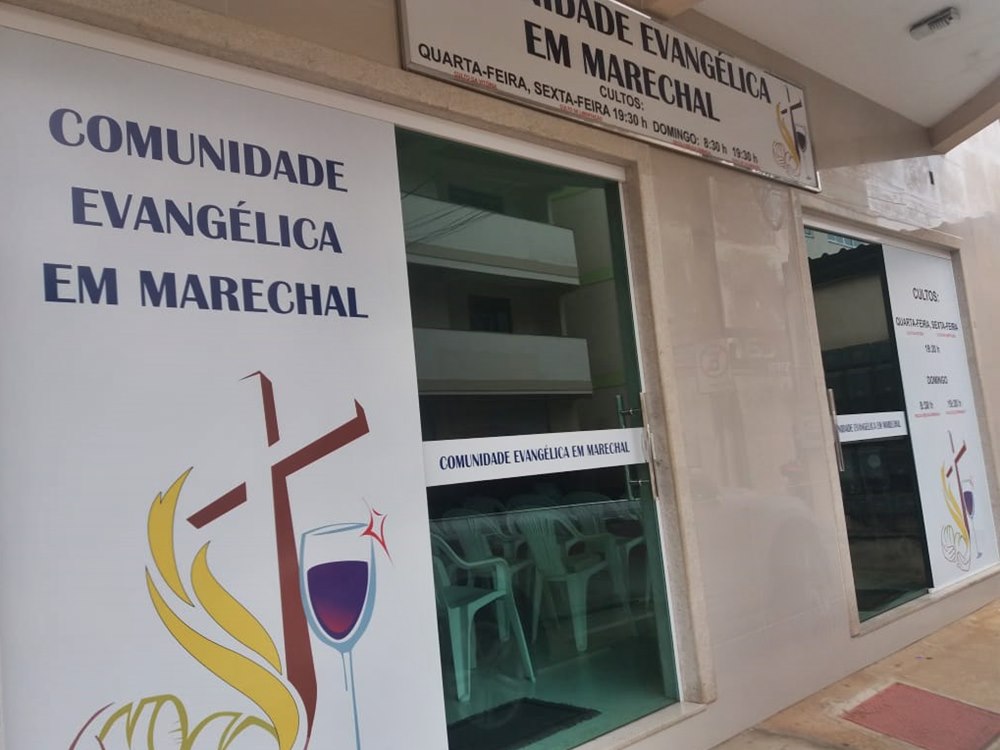 COMUNIDADE
EVANGÉLICA
EM MARECHAL
NIDADE EVANGÉLICA
EM MARECHAL
CULTOS:
QUARTA-FEIRA, SEXTA-FEIRA 19:30 h DOMINGO: 8:30 h 19:30 h
COMUNIDADE EVANGÉLICA EM MARECHAL
NIDADE EVANGÉLICA EM MARECHAL
CULTOS:
QUARTA-FEIRA, SEXTA-FEIRA
19:30 h
DOMINGO
8:30 h 19:30 h